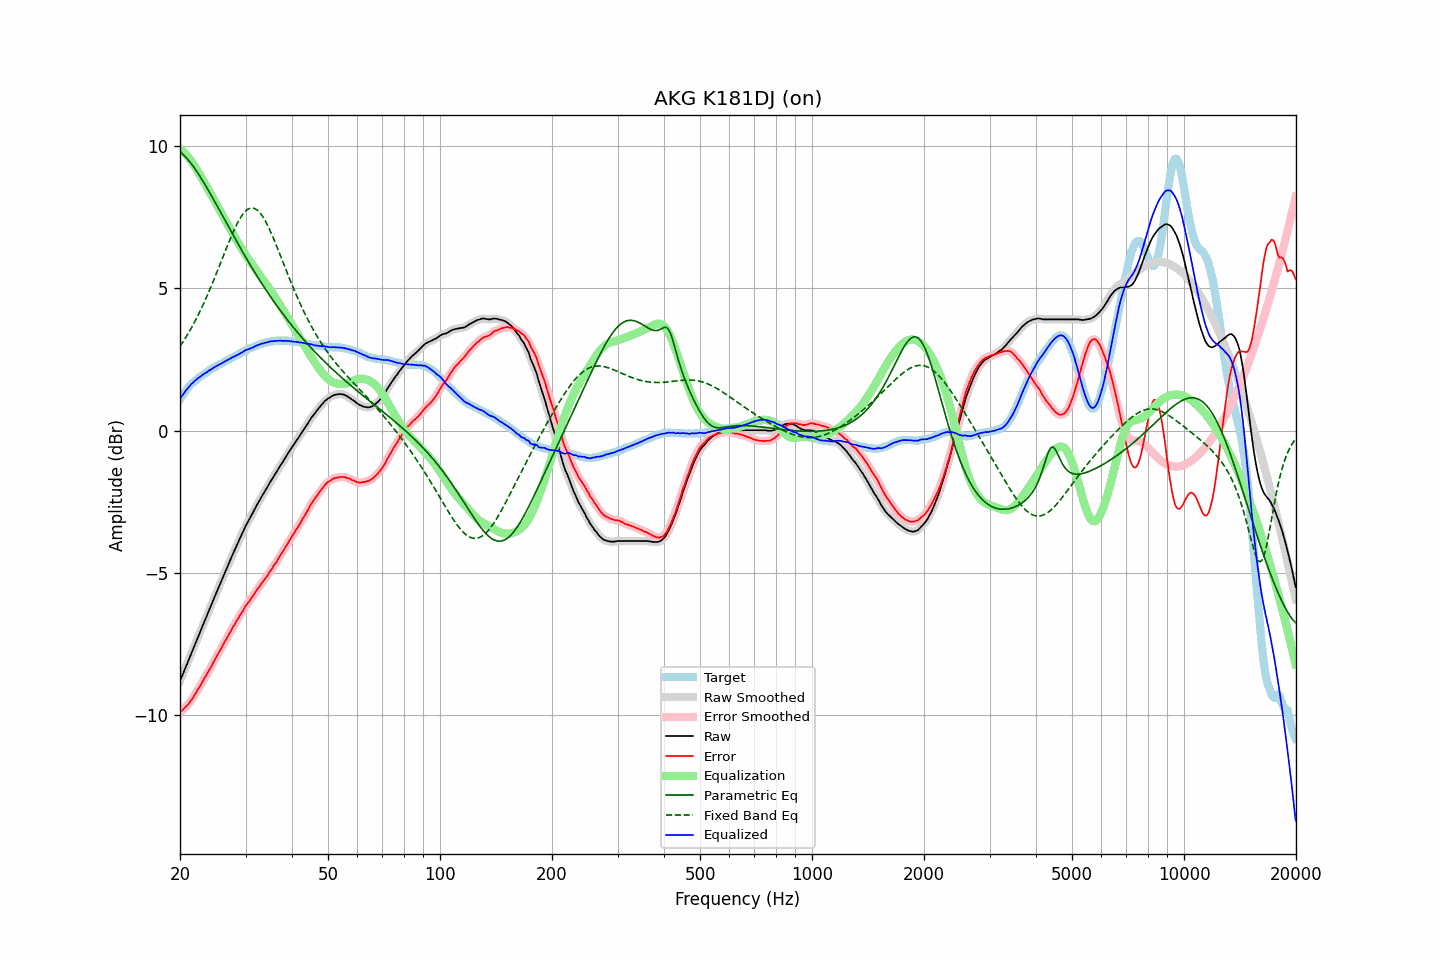 AKG K181DJ (on)
Amplitude (dBr)
10
5
0
−5
−10
Target
Raw Smoothed
Error Smoothed
Raw
Error
Equalization
Parametric Eq
Fixed Band Eq
Equalized
20 50 100 200 500 1000 2000 5000 10000 20000
Frequency (Hz)